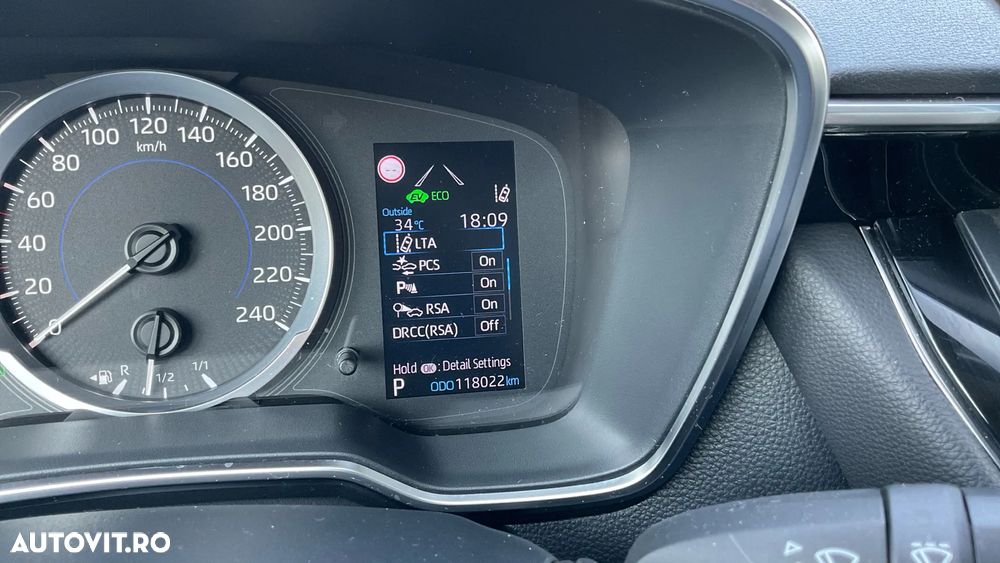 0
20
40
60
80
100
120
140
160
180
200
220
240
km/h
R
1/2
1/1
--
EV ECO
Outside
34°C 18:09
LTA
PCS On
P On
RSA On
DRCC(RSA) Off
Hold OK : Detail Settings
P ODO 118022 km
AUTOVIT.RO